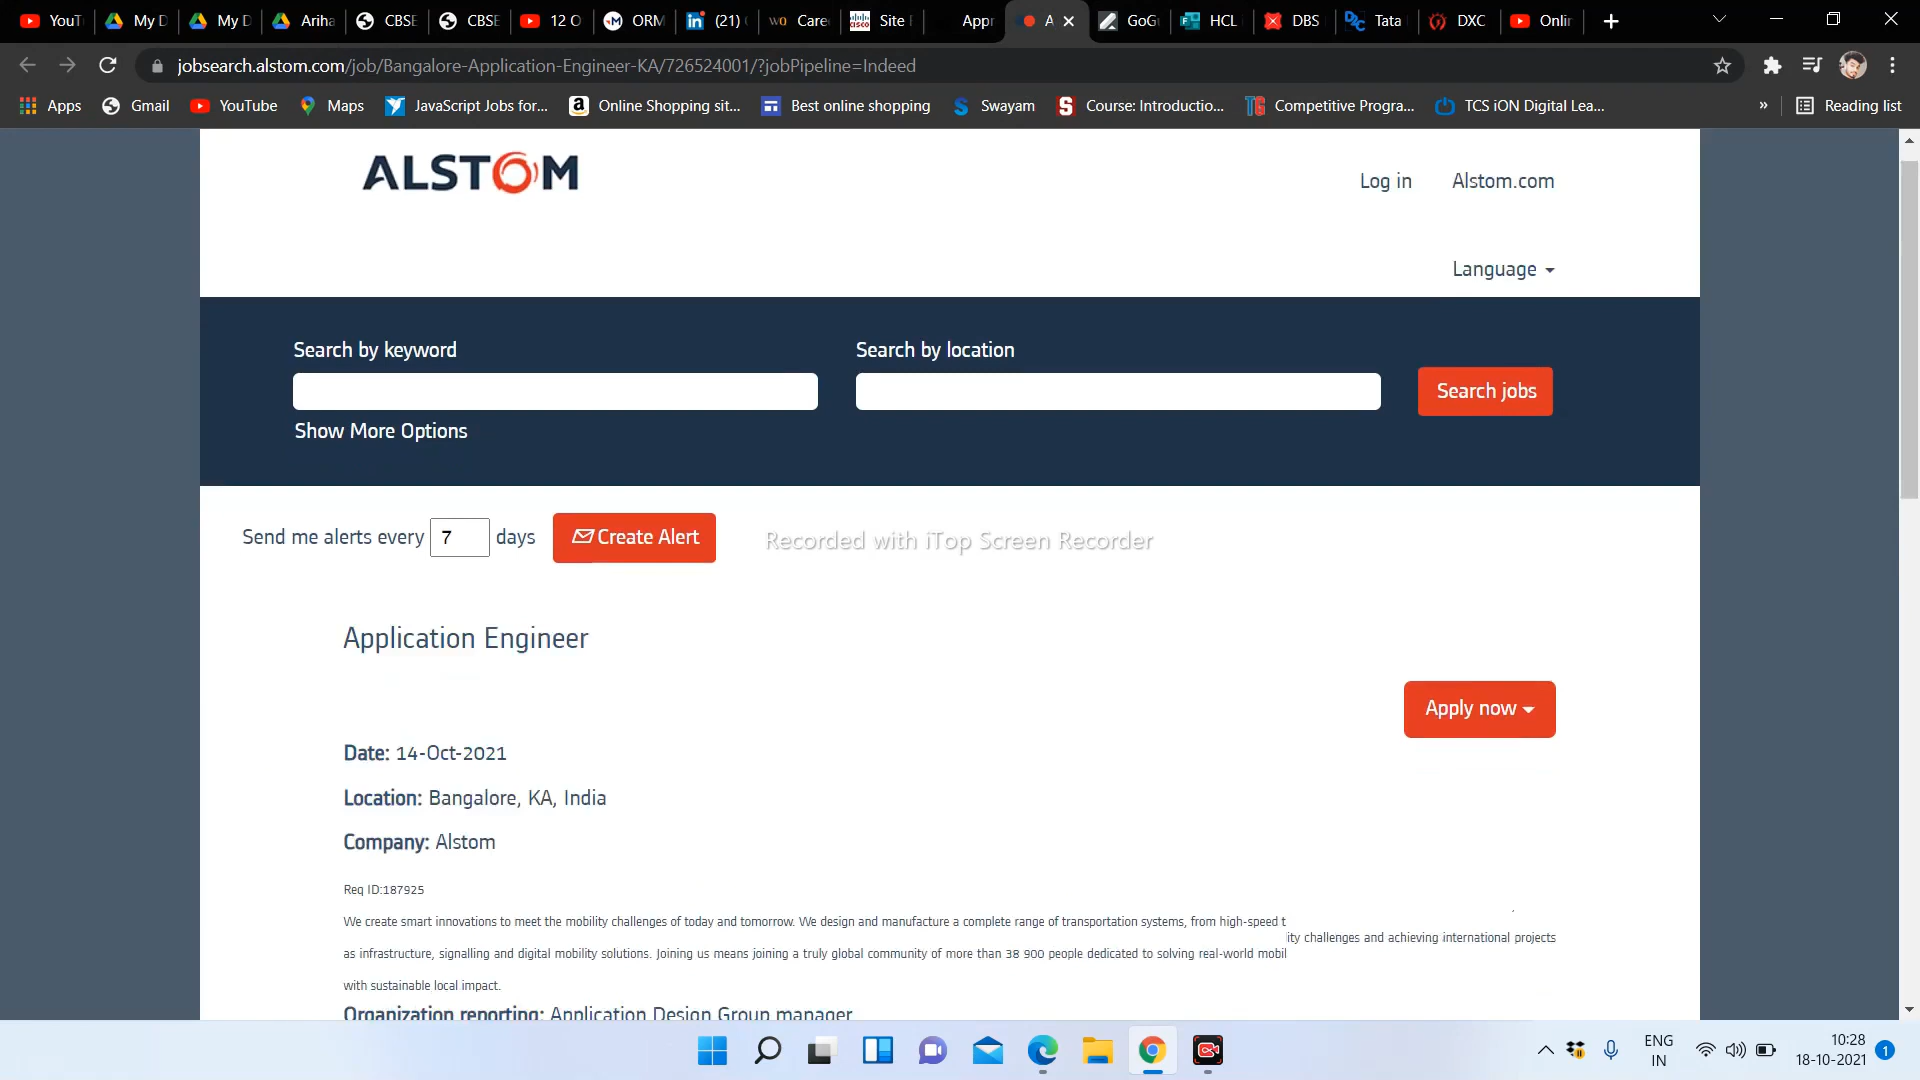 YouT
My D
My D
Ariha
CBSE
CBSE
12 O
ORM
(21)
Care
Site
Appr
A
GoG
HCL
DBS
Tata
DXC
Onlin
jobsearch.alstom.com/job/Bangalore-Application-Engineer-KA/726524001/?jobPipeline=Indeed
Apps
Gmail
YouTube
Maps
JavaScript Jobs for...
Online Shopping sit...
Best online shopping
Swayam
Course: Introductio...
Competitive Progra...
TCS iON Digital Lea...
»
Reading list
ALSTOM
Log in
Alstom.com
Language
Search by keyword
Search by location
Search jobs
Show More Options
Send me alerts every 7 days
Create Alert
Recorded with iTop Screen Recorder
Application Engineer
Apply now
Date: 14-Oct-2021
Location: Bangalore, KA, India
Company: Alstom
Req ID:187925
We create smart innovations to meet the mobility challenges of today and tomorrow. We design and manufacture a complete range of transportation systems, from high-speed t
ity challenges and achieving international projects
as infrastructure, signalling and digital mobility solutions. Joining us means joining a truly global community of more than 38 900 people dedicated to solving real-world mobil
with sustainable local impact.
Organization reporting: Application Design Group manager
ENG
IN
10:28
18-10-2021
1